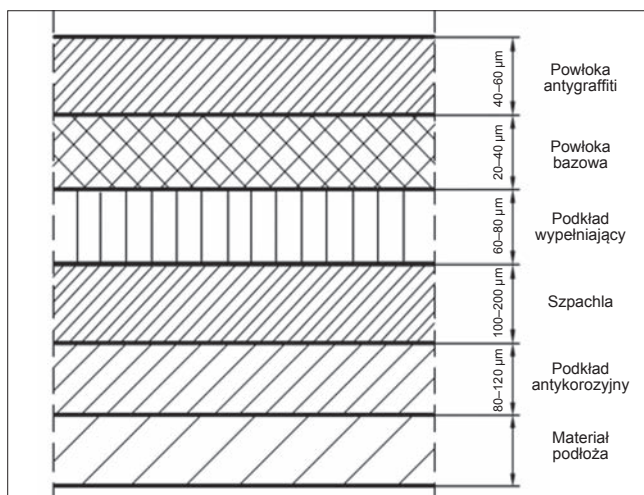 40–60 µm
Powłoka
antygraffiti
20–40 µm
Powłoka
bazowa
60–80 µm
Podkład
wypełniający
100–200 µm
Szpachla
80–120 µm
Podkład
antykorozyjny
Materiał
podłoża